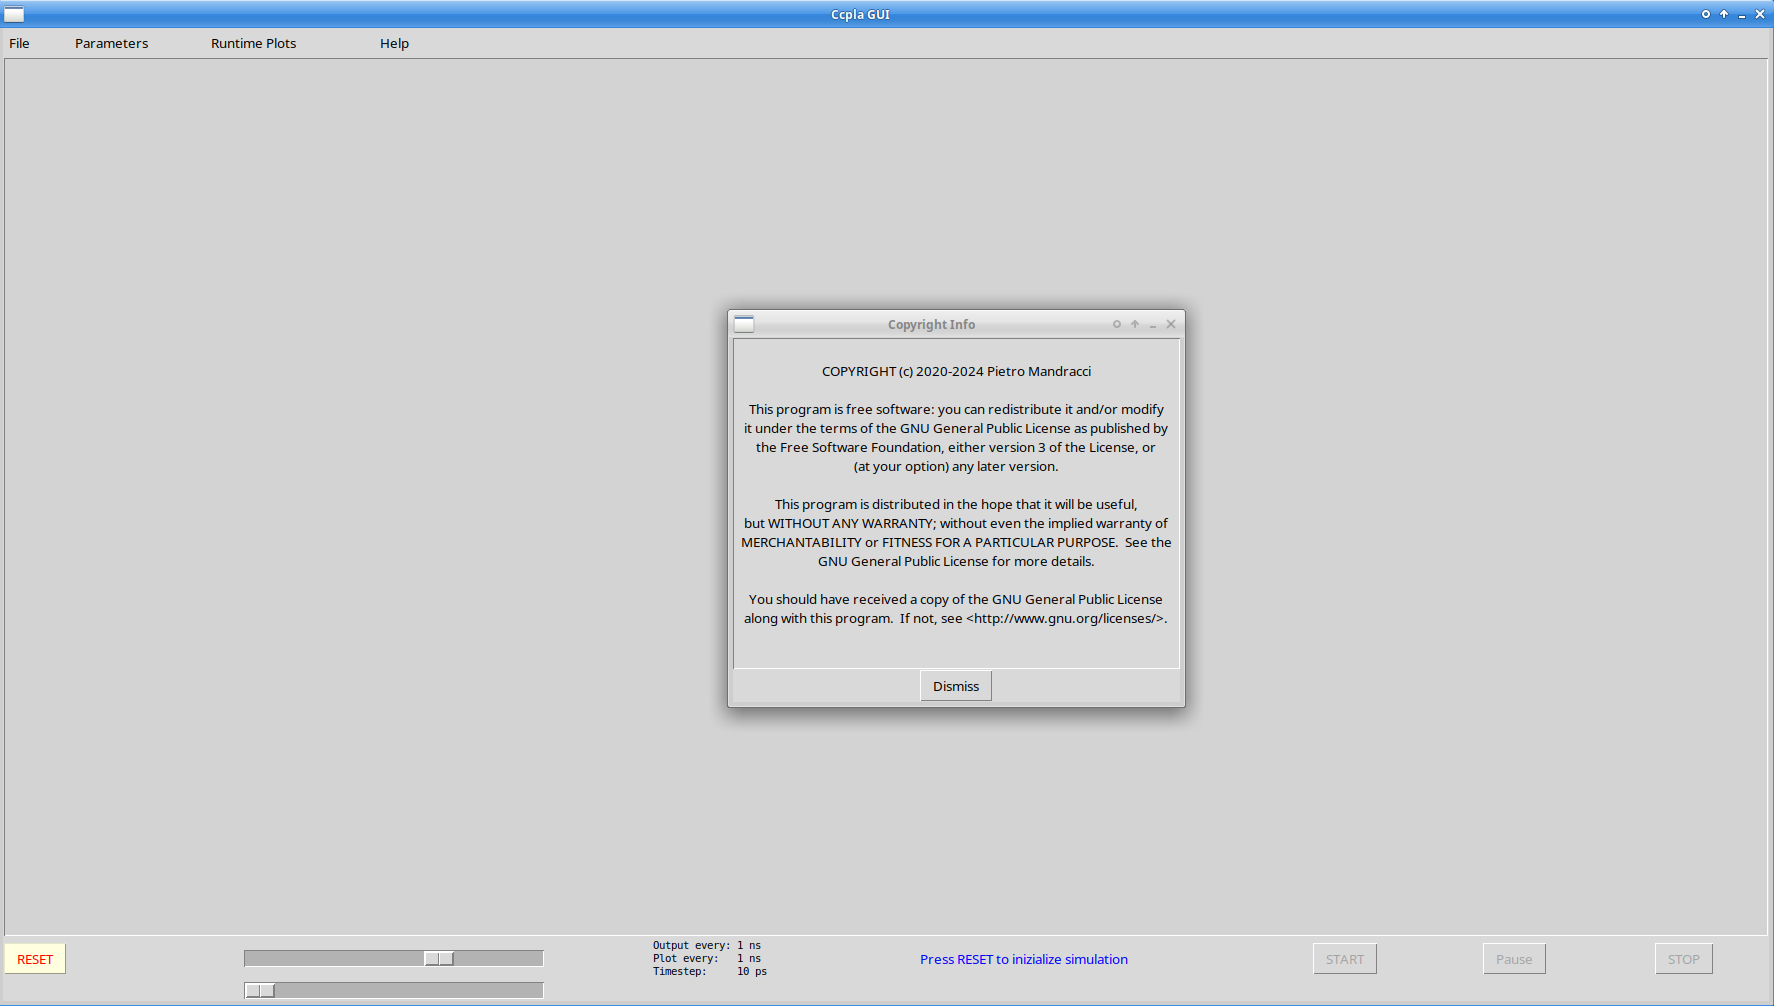 Ccpla GUI
File Parameters Runtime Plots Help
Copyright Info
COPYRIGHT (c) 2020-2024 Pietro Mandracci
This program is free software: you can redistribute it and/or modify
it under the terms of the GNU General Public License as published by
the Free Software Foundation, either version 3 of the License, or
(at your option) any later version.
This program is distributed in the hope that it will be useful,
but WITHOUT ANY WARRANTY; without even the implied warranty of
MERCHANTABILITY or FITNESS FOR A PARTICULAR PURPOSE.  See the
GNU General Public License for more details.
You should have received a copy of the GNU General Public License
along with this program.  If not, see <http://www.gnu.org/licenses/>.
Dismiss
RESET
Output every: 1 ns
Plot every: 1 ns
Timestep: 10 ps
Press RESET to inizialize simulation
START Pause STOP